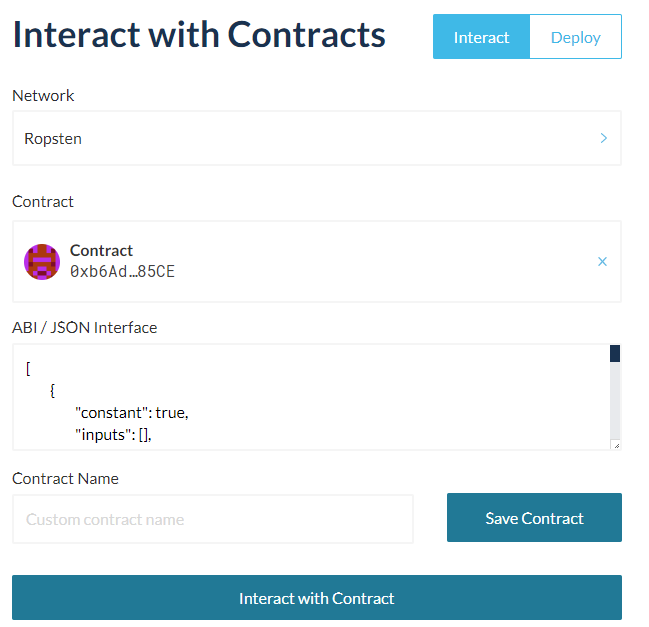 Interact with Contracts
Interact
Deploy
Network
Ropsten
Contract
Contract
0xb6Ad…85CE
ABI / JSON Interface
[
{
"constant": true,
"inputs": [],
Contract Name
Custom contract name
Save Contract
Interact with Contract